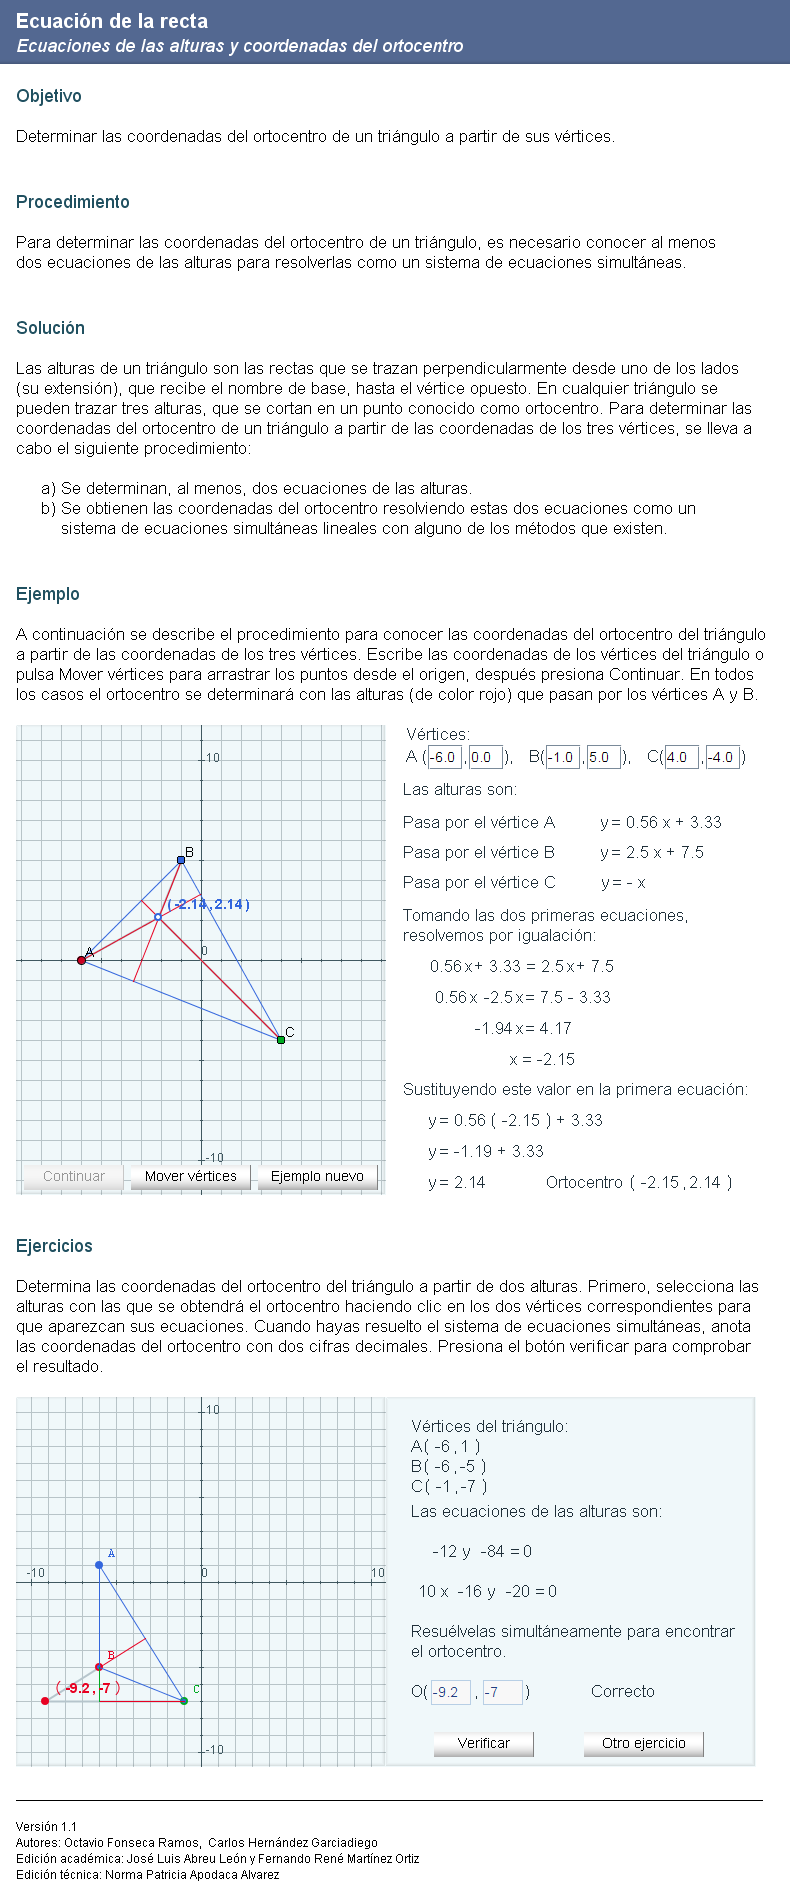 Ecuación de la recta
Ecuaciones de las alturas y coordenadas del ortocentro
Objetivo
Determinar las coordenadas del ortocentro de un triángulo a partir de sus vértices.
Procedimiento
Para determinar las coordenadas del ortocentro de un triángulo, es necesario conocer al menos
dos ecuaciones de las alturas para resolverlas como un sistema de ecuaciones simultáneas.
Solución
Las alturas de un triángulo son las rectas que se trazan perpendicularmente desde uno de los lados
(su extensión), que recibe el nombre de base, hasta el vértice opuesto. En cualquier triángulo se
pueden trazar tres alturas, que se cortan en un punto conocido como ortocentro. Para determinar las
coordenadas del ortocentro de un triángulo a partir de las coordenadas de los tres vértices, se lleva a
cabo el siguiente procedimiento:
a) Se determinan, al menos, dos ecuaciones de las alturas.
b) Se obtienen las coordenadas del ortocentro resolviendo estas dos ecuaciones como un
sistema de ecuaciones simultáneas lineales con alguno de los métodos que existen.
Ejemplo
A continuación se describe el procedimiento para conocer las coordenadas del ortocentro del triángulo
a partir de las coordenadas de los tres vértices. Escribe las coordenadas de los vértices del triángulo o
pulsa Mover vértices para arrastrar los puntos desde el origen, después presiona Continuar. En todos
los casos el ortocentro se determinará con las alturas (de color rojo) que pasan por los vértices A y B.
10
B
(-2.14,2.14)
A
0
C
-10
Continuar
Mover vértices
Ejemplo nuevo
Vértices:
A (-6.0 , 0.0 ), B( -1.0 , 5.0 ), C( 4.0 , -4.0 )
Las alturas son:
Pasa por el vértice A y = 0.56 x + 3.33
Pasa por el vértice B y = 2.5 x + 7.5
Pasa por el vértice C y = - x
Tomando las dos primeras ecuaciones,
resolvemos por igualación:
0.56 x + 3.33 = 2.5 x + 7.5
0.56 x -2.5 x = 7.5 - 3.33
-1.94 x = 4.17
x = -2.15
Sustituyendo este valor en la primera ecuación:
y = 0.56 ( -2.15 ) + 3.33
y = -1.19 + 3.33
y = 2.14 Ortocentro ( -2.15 , 2.14 )
Ejercicios
Determina las coordenadas del ortocentro del triángulo a partir de dos alturas. Primero, selecciona las
alturas con las que se obtendrá el ortocentro haciendo clic en los dos vértices correspondientes para
que aparezcan sus ecuaciones. Cuando hayas resuelto el sistema de ecuaciones simultáneas, anota
las coordenadas del ortocentro con dos cifras decimales. Presiona el botón verificar para comprobar
el resultado.
10
A
-10 0 10
B
( -9.2 , -7 )
C
-10
Vértices del triángulo:
A( -6 , 1 )
B( -6 , -5 )
C( -1 , -7 )
Las ecuaciones de las alturas son:
-12 y -84 = 0
10 x -16 y -20 = 0
Resuélvelas simultáneamente para encontrar
el ortocentro.
O( -9.2 , -7 ) Correcto
Verificar
Otro ejercicio
Versión 1.1
Autores: Octavio Fonseca Ramos, Carlos Hernández Garciadiego
Edición académica: José Luis Abreu León y Fernando René Martínez Ortiz
Edición técnica: Norma Patricia Apodaca Alvarez